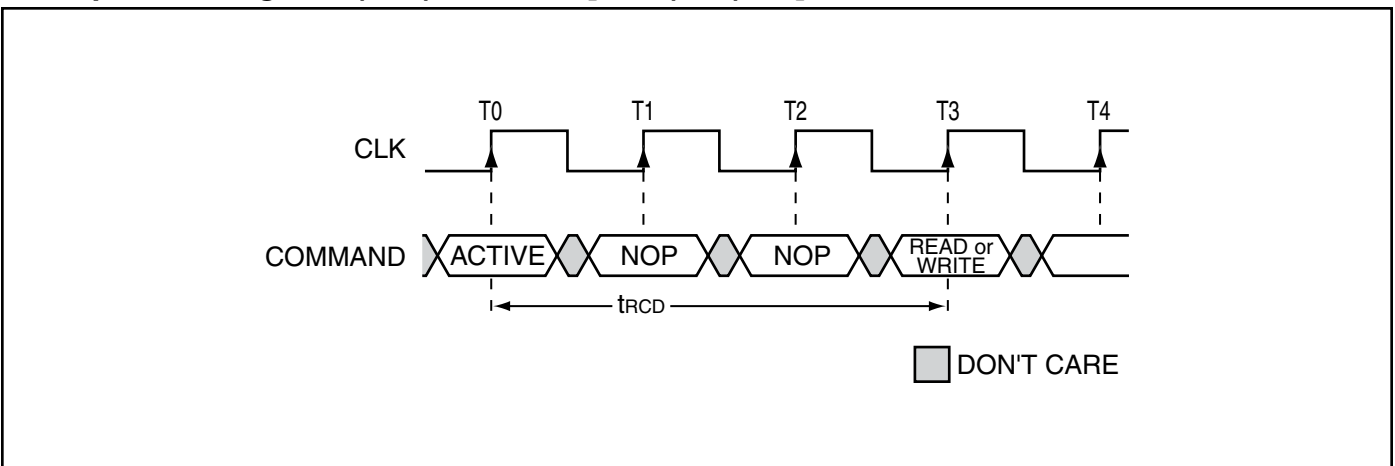 T0 T1 T2 T3 T4
CLK
COMMAND ACTIVE NOP NOP READ or
WRITE
tRCD
DON'T CARE